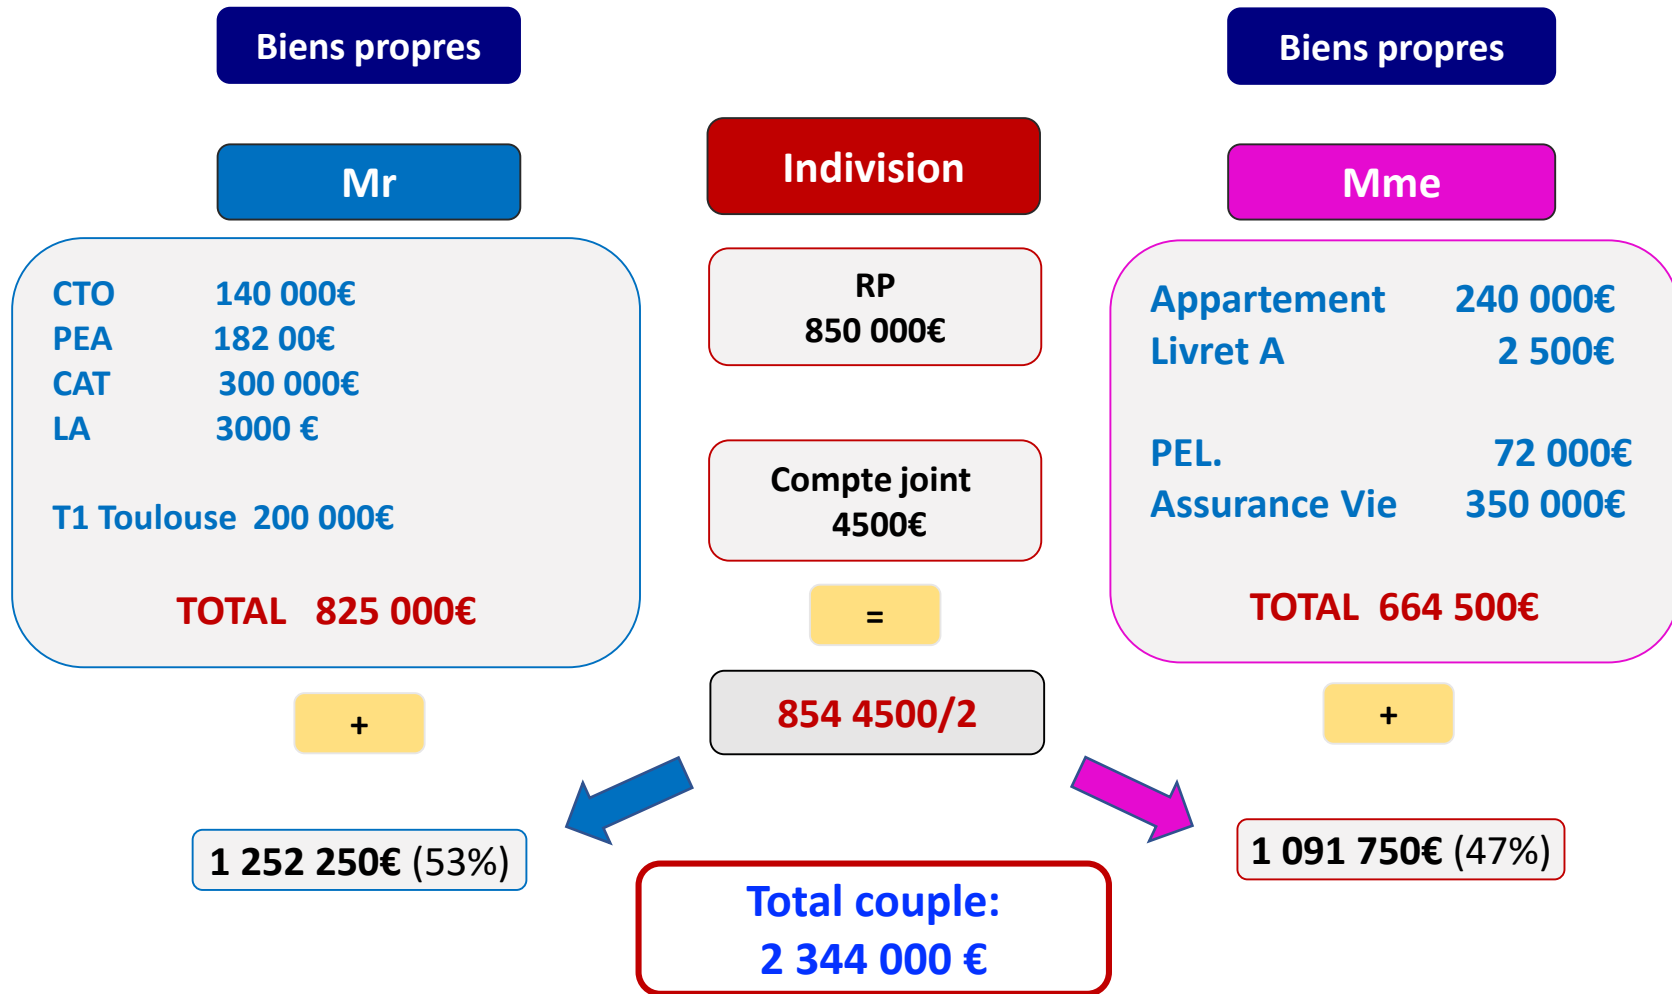 Biens propres
Mr
CTO 140 000€
PEA 182 00€
CAT 300 000€
LA 3000 €
T1 Toulouse 200 000€
TOTAL 825 000€
+
1 252 250€ (53%)
Indivision
RP
850 000€
Compte joint
4500€
=
854 4500/2
Total couple:
2 344 000 €
Biens propres
Mme
Appartement 240 000€
Livret A 2 500€
PEL. 72 000€
Assurance Vie 350 000€
TOTAL 664 500€
+
1 091 750€ (47%)